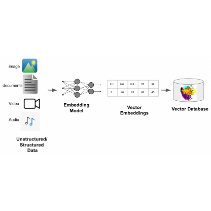 Image
Document
Video
Audio
Unstructured/
Structured
Data
Embedding
Model
Vector
Embeddings
Vector Database